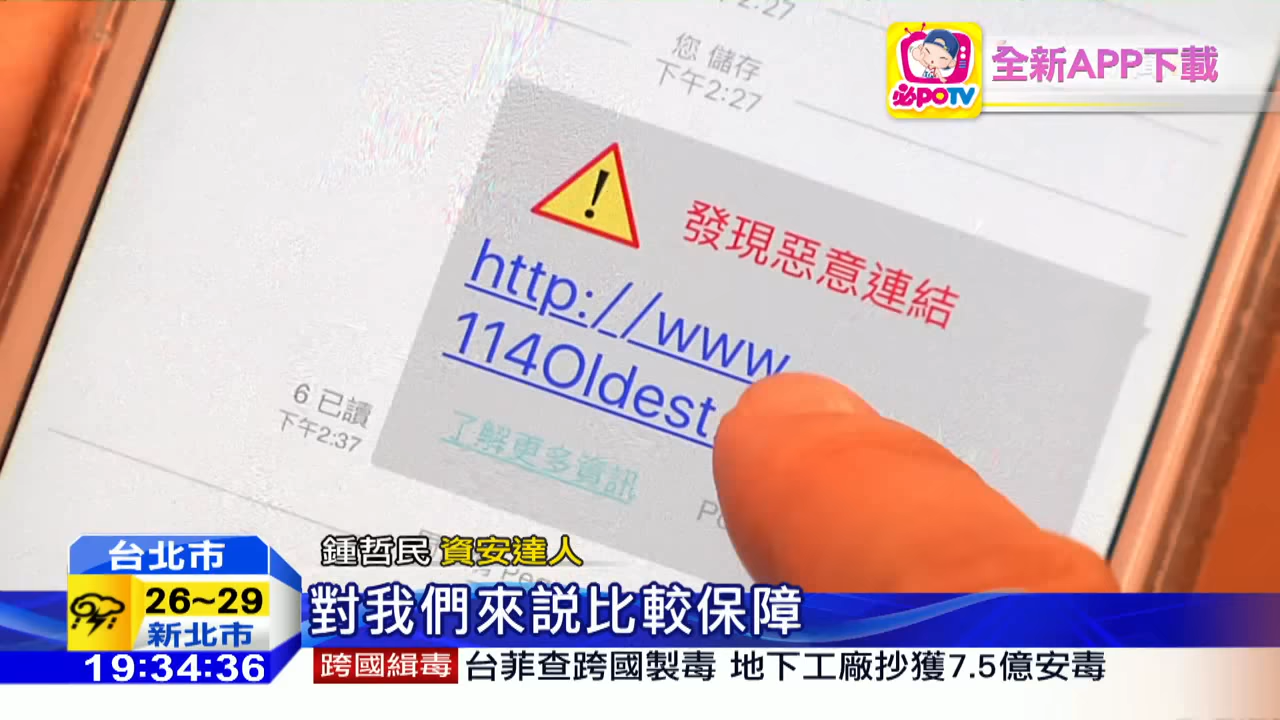 2:27
您 儲存
下午2:27
必POTV
全新APP下載
發現惡意連結
http://www.
114Oldest.
6 已讀
下午2:37
了解更多資訊
台北市
26~29
新北市
19:34:36
鍾哲民 資安達人
對我們來説比較保障
跨國緝毒 台菲查跨國製毒 地下工廠抄獲7.5億安毒